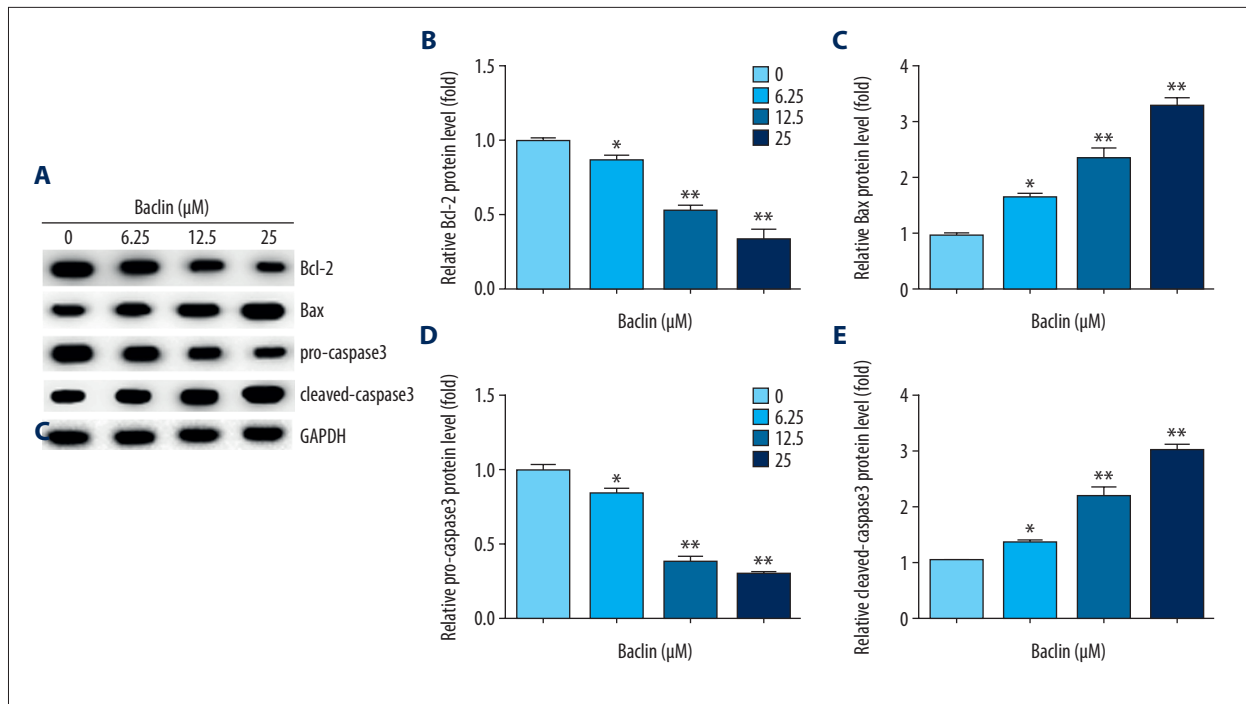 A
Baclin (µM)
0 6.25 12.5 25
Bcl-2
Bax
pro-caspase3
cleaved-caspase3
C
GAPDH
B
Relative Bcl-2 protein level (fold)
1.5
1.0
0.5
0.0
*
**
**
0
6.25
12.5
25
Baclin (µM)
C
Relative Bax protein level (fold)
4
3
2
1
0
*
**
**
Baclin (µM)
D
Relative pro-caspase3 protein level (fold)
1.5
1.0
0.5
0.0
*
**
**
0
6.25
12.5
25
Baclin (µM)
E
Relative cleaved-caspase3 protein level (fold)
4
3
2
1
0
*
**
**
Baclin (µM)